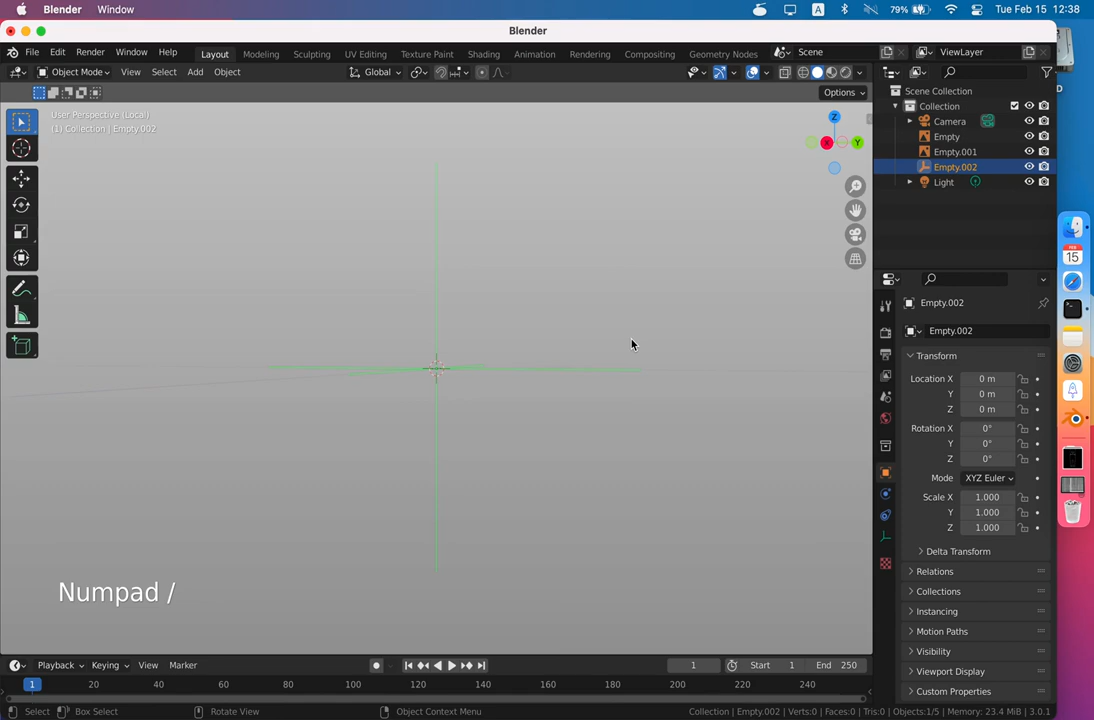 Blender Window A 79% Tue Feb 15 12:38
Blender
File Edit Render Window Help Layout Modeling Sculpting UV Editing Texture Paint Shading Animation Rendering Compositing Geometry Nodes Scene ViewLayer
Object Mode View Select Add Object Global
Options
User Perspective (Local)
(1) Collection | Empty.002
Z
X
Y
Scene Collection
Collection
Camera
Empty
Empty.001
Empty.002
Light
FEB
15
D
Empty.002
Empty.002
Transform
Location X 0 m
Y 0 m
Z 0 m
Rotation X 0°
Y 0°
Z 0°
Mode XYZ Euler
Scale X 1.000
Y 1.000
Z 1.000
Delta Transform
Relations
Collections
Instancing
Motion Paths
Visibility
Viewport Display
Custom Properties
Numpad /
Playback Keying View Marker 1 Start 1 End 250
1 20 40 60 80 100 120 140 160 180 200 220 240
Select Box Select Rotate View Object Context Menu Collection | Empty.002 | Verts:0 | Faces:0 | Tris:0 | Objects:1/5 | Memory: 23.4 MiB | 3.0.1